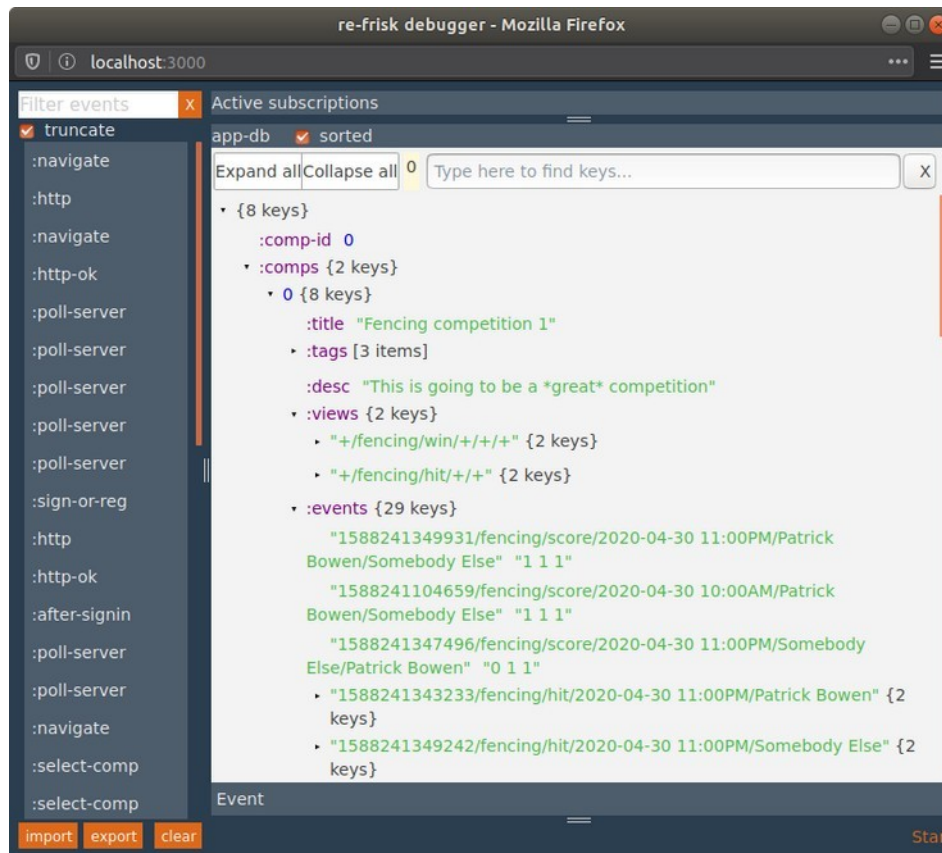 re-frisk debugger - Mozilla Firefox
localhost:3000
Filter events X
truncate
:navigate
:http
:navigate
:http-ok
:poll-server
:poll-server
:poll-server
:poll-server
:poll-server
:sign-or-reg
:http
:http-ok
:after-signin
:poll-server
:poll-server
:navigate
:select-comp
:select-comp
import export clear
Active subscriptions
app-db sorted
Expand all Collapse all 0 Type here to find keys... X
{8 keys}
:comp-id 0
:comps {2 keys}
0 {8 keys}
:title "Fencing competition 1"
:tags [3 items]
:desc "This is going to be a *great* competition"
:views {2 keys}
"+/fencing/win/+/+/+" {2 keys}
"+/fencing/hit/+/+" {2 keys}
:events {29 keys}
"1588241349931/fencing/score/2020-04-30 11:00PM/Patrick
Bowen/Somebody Else" "1 1 1"
"1588241104659/fencing/score/2020-04-30 10:00AM/Patrick
Bowen/Somebody Else" "1 1 1"
"1588241347496/fencing/score/2020-04-30 11:00PM/Somebody
Else/Patrick Bowen" "0 1 1"
"1588241343233/fencing/hit/2020-04-30 11:00PM/Patrick Bowen" {2
keys}
"1588241349242/fencing/hit/2020-04-30 11:00PM/Somebody Else" {2
keys}
Event